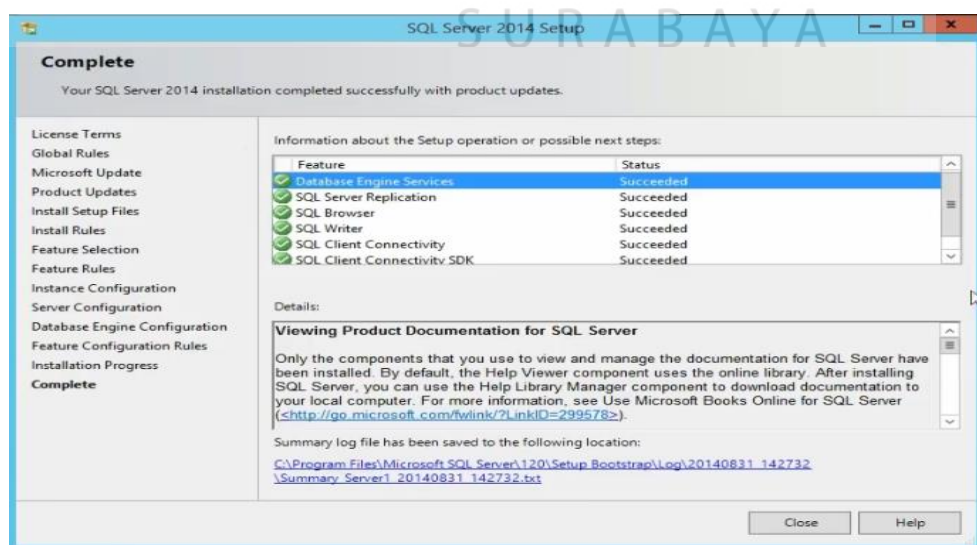 SURABAYA
SQL Server 2014 Setup
Complete
Your SQL Server 2014 installation completed successfully with product updates.
License Terms
Global Rules
Microsoft Update
Product Updates
Install Setup Files
Install Rules
Feature Selection
Feature Rules
Instance Configuration
Server Configuration
Database Engine Configuration
Feature Configuration Rules
Installation Progress
Complete
Information about the Setup operation or possible next steps:
Feature Status
Database Engine Services Succeeded
SQL Server Replication Succeeded
SQL Browser Succeeded
SQL Writer Succeeded
SQL Client Connectivity Succeeded
SQL Client Connectivity SDK Succeeded
Details:
Viewing Product Documentation for SQL Server
Only the components that you use to view and manage the documentation for SQL Server have
been installed. By default, the Help Viewer component uses the online library. After installing
SQL Server, you can use the Help Library Manager component to download documentation to
your local computer. For more information, see Use Microsoft Books Online for SQL Server
(<http://go.microsoft.com/fwlink/?LinkID=299578>).
Summary log file has been saved to the following location:
C:\Program Files\Microsoft SQL Server\120\Setup Bootstrap\Log\20140831_142732
\Summary_Server1_20140831_142732.txt
Close
Help